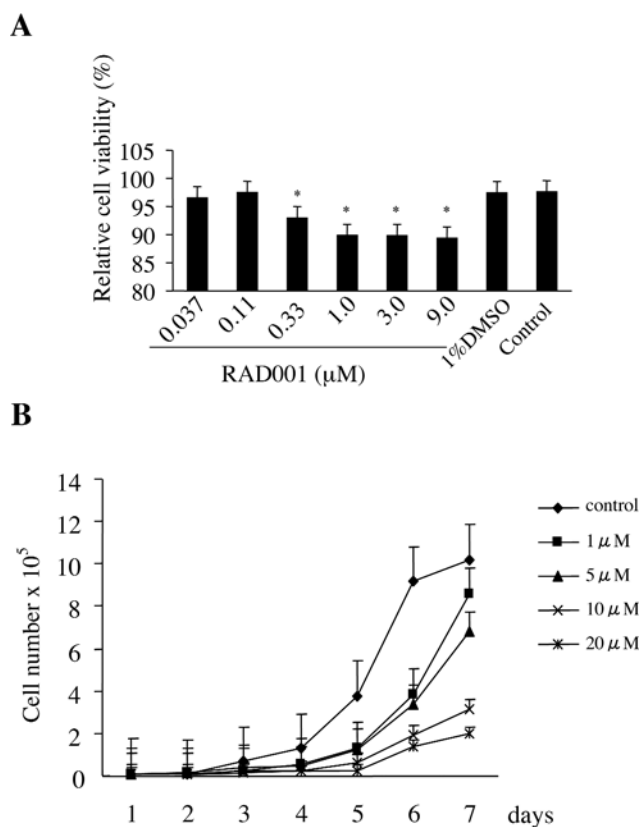 A
Relative cell viability (%)
105
100
95
90
85
80
* * * *
0.037 0.11 0.33 1.0 3.0 9.0 1%DMSO Control
RAD001 (μM)
B
Cell number x 10⁵
14
12
10
8
6
4
2
0
1 2 3 4 5 6 7 days
control
1 μM
5 μM
10 μM
20 μM